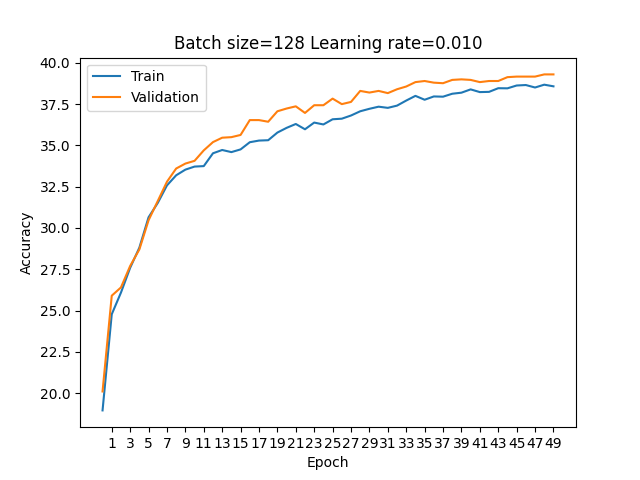 Batch size=128 Learning rate=0.010
Train
Validation
40.0
37.5
35.0
32.5
30.0
27.5
25.0
22.5
20.0
Accuracy
1 3 5 7 9 11 13 15 17 19 21 23 25 27 29 31 33 35 37 39 41 43 45 47 49
Epoch